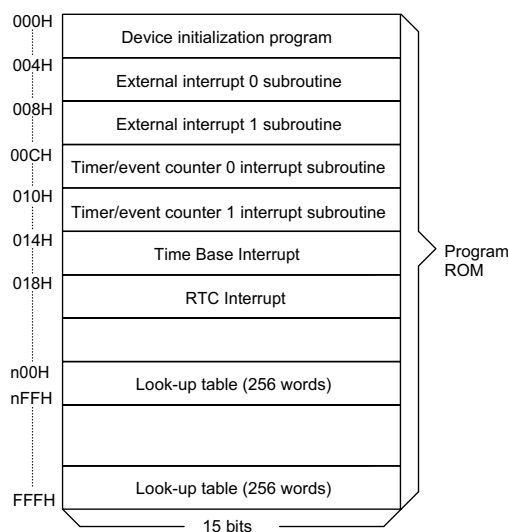 000H
Device initialization program
004H
External interrupt 0 subroutine
008H
External interrupt 1 subroutine
00CH
Timer/event counter 0 interrupt subroutine
010H
Timer/event counter 1 interrupt subroutine
014H
Time Base Interrupt
018H
RTC Interrupt
Program
ROM
n00H
Look-up table (256 words)
nFFH
Look-up table (256 words)
FFFH
15 bits